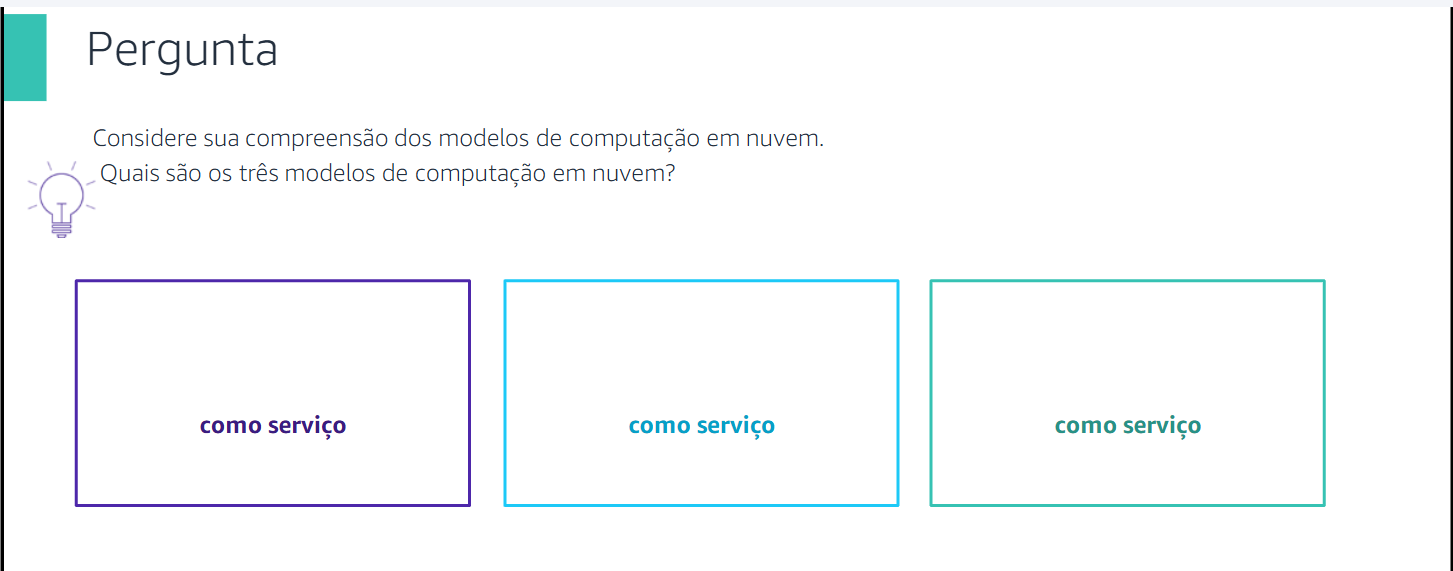 Pergunta
Considere sua compreensão dos modelos de computação em nuvem.
Quais são os três modelos de computação em nuvem?
como serviço
como serviço
como serviço